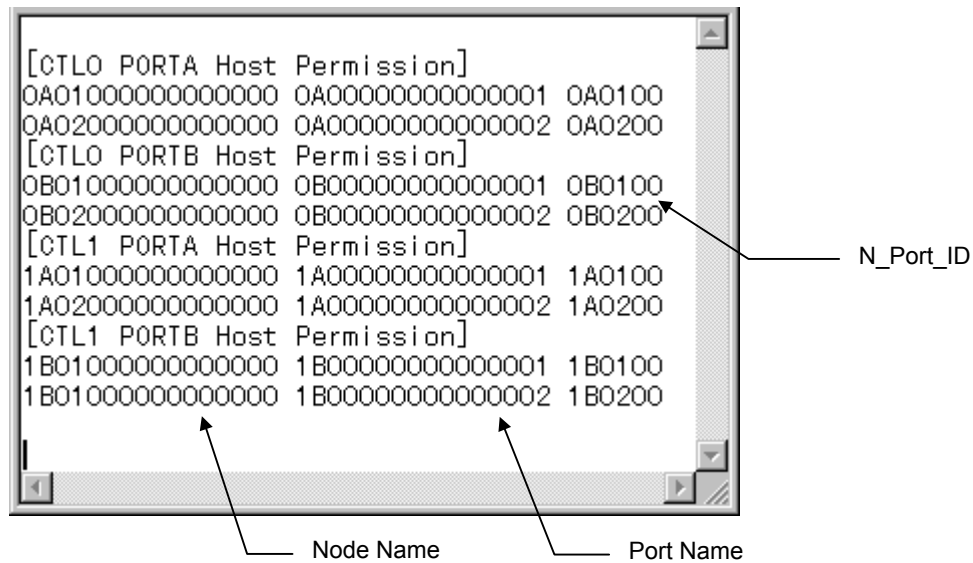 [CTL0 PORTA Host Permission]
0A01000000000000 0A00000000000001 0A0100
0A02000000000000 0A00000000000002 0A0200
[CTL0 PORTB Host Permission]
0B01000000000000 0B00000000000001 0B0100
0B02000000000000 0B00000000000002 0B0200
[CTL1 PORTA Host Permission]
1A01000000000000 1A00000000000001 1A0100
1A02000000000000 1A00000000000002 1A0200
[CTL1 PORTB Host Permission]
1B01000000000000 1B00000000000001 1B0100
1B01000000000000 1B00000000000002 1B0200
N_Port_ID
Node Name
Port Name